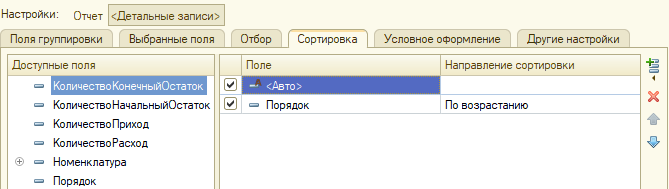 Настройки: Отчет <Детальные записи>
Поля группировки Выбранные поля Отбор Сортировка Условное оформление Другие настройки
Доступные поля
КоличествоКонечныйОстаток
КоличествоНачальныйОстаток
КоличествоПриход
КоличествоРасход
Номенклатура
Порядок
Поле Направление сортировки
<Авто>
Порядок По возрастанию